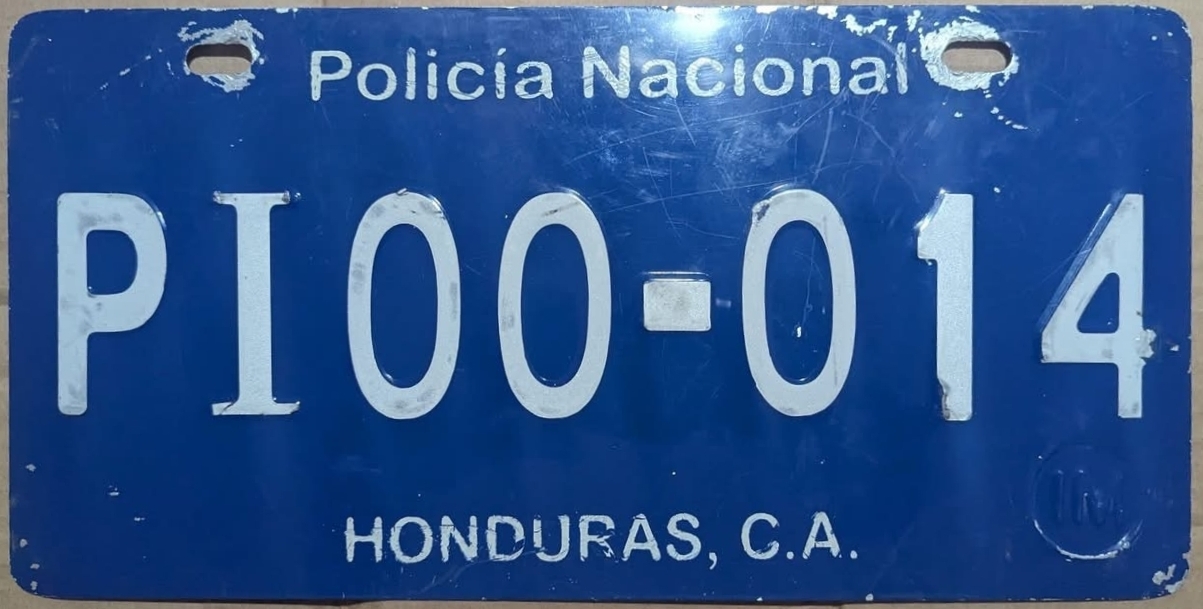 Policía Nacional
PI00-014
HONDURAS, C.A.